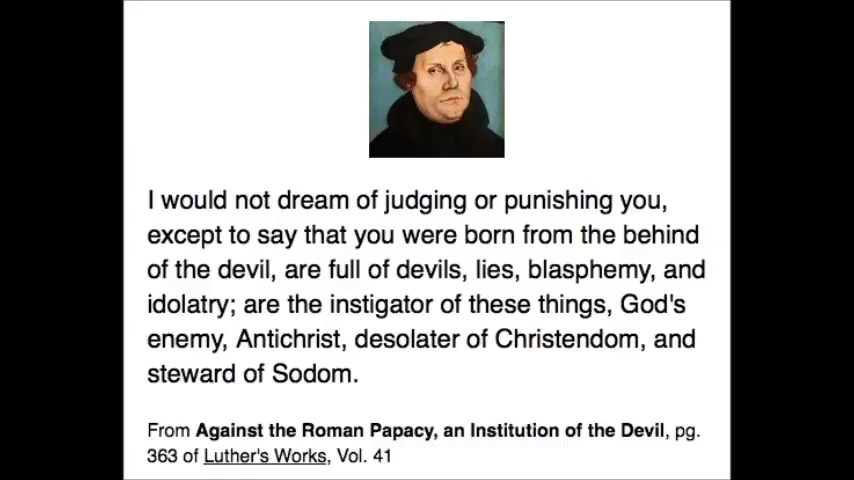 I would not dream of judging or punishing you,
except to say that you were born from the behind
of the devil, are full of devils, lies, blasphemy, and
idolatry; are the instigator of these things, God's
enemy, Antichrist, desolater of Christendom, and
steward of Sodom.
From Against the Roman Papacy, an Institution of the Devil, pg.
363 of Luther's Works, Vol. 41